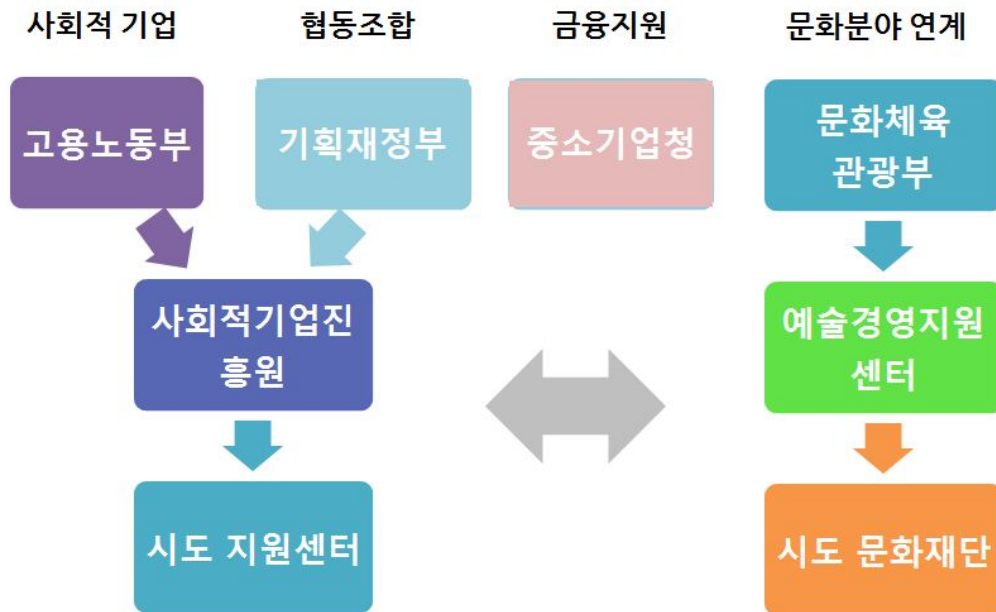 사회적 기업
협동조합
금융지원
문화분야 연계
고용노동부
기획재정부
중소기업청
문화체육
관광부
사회적기업진
흥원
예술경영지원
센터
시도 지원센터
시도 문화재단